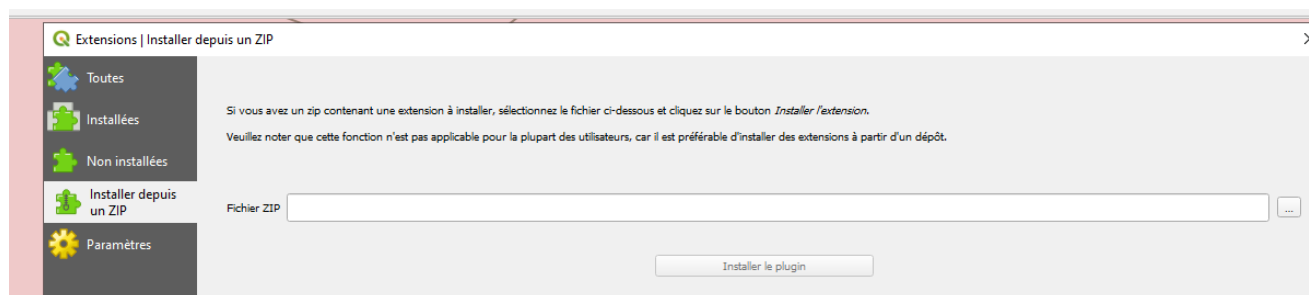 Extensions | Installer depuis un ZIP
Toutes
Installées
Non installées
Installer depuis
un ZIP
Paramètres
Si vous avez un zip contenant une extension à installer, sélectionnez le fichier ci-dessous et cliquez sur le bouton Installer l'extension.
Veuillez noter que cette fonction n'est pas applicable pour la plupart des utilisateurs, car il est préférable d'installer des extensions à partir d'un dépôt.
Fichier ZIP
...
Installer le plugin